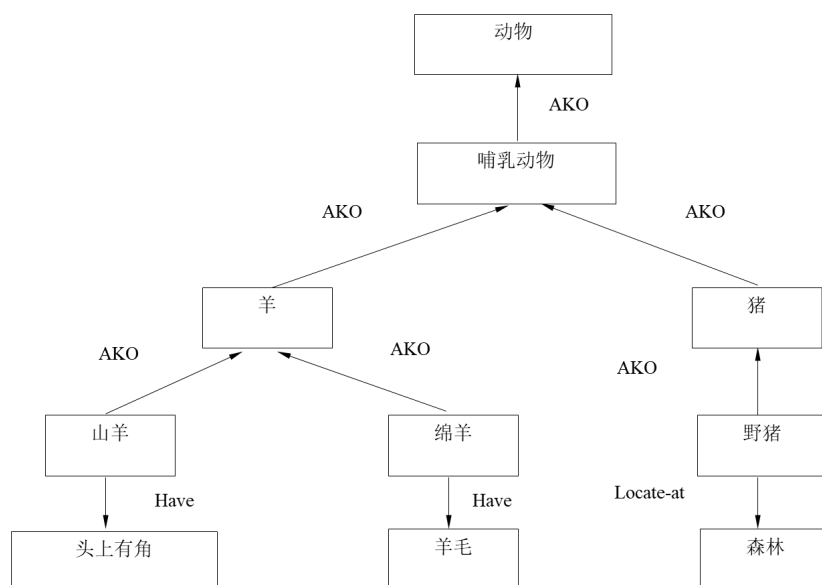 动物
AKO
哺乳动物
AKO
AKO
羊
猪
AKO
AKO
AKO
山羊
绵羊
野猪
Have
Have
Locate-at
头上有角
羊毛
森林